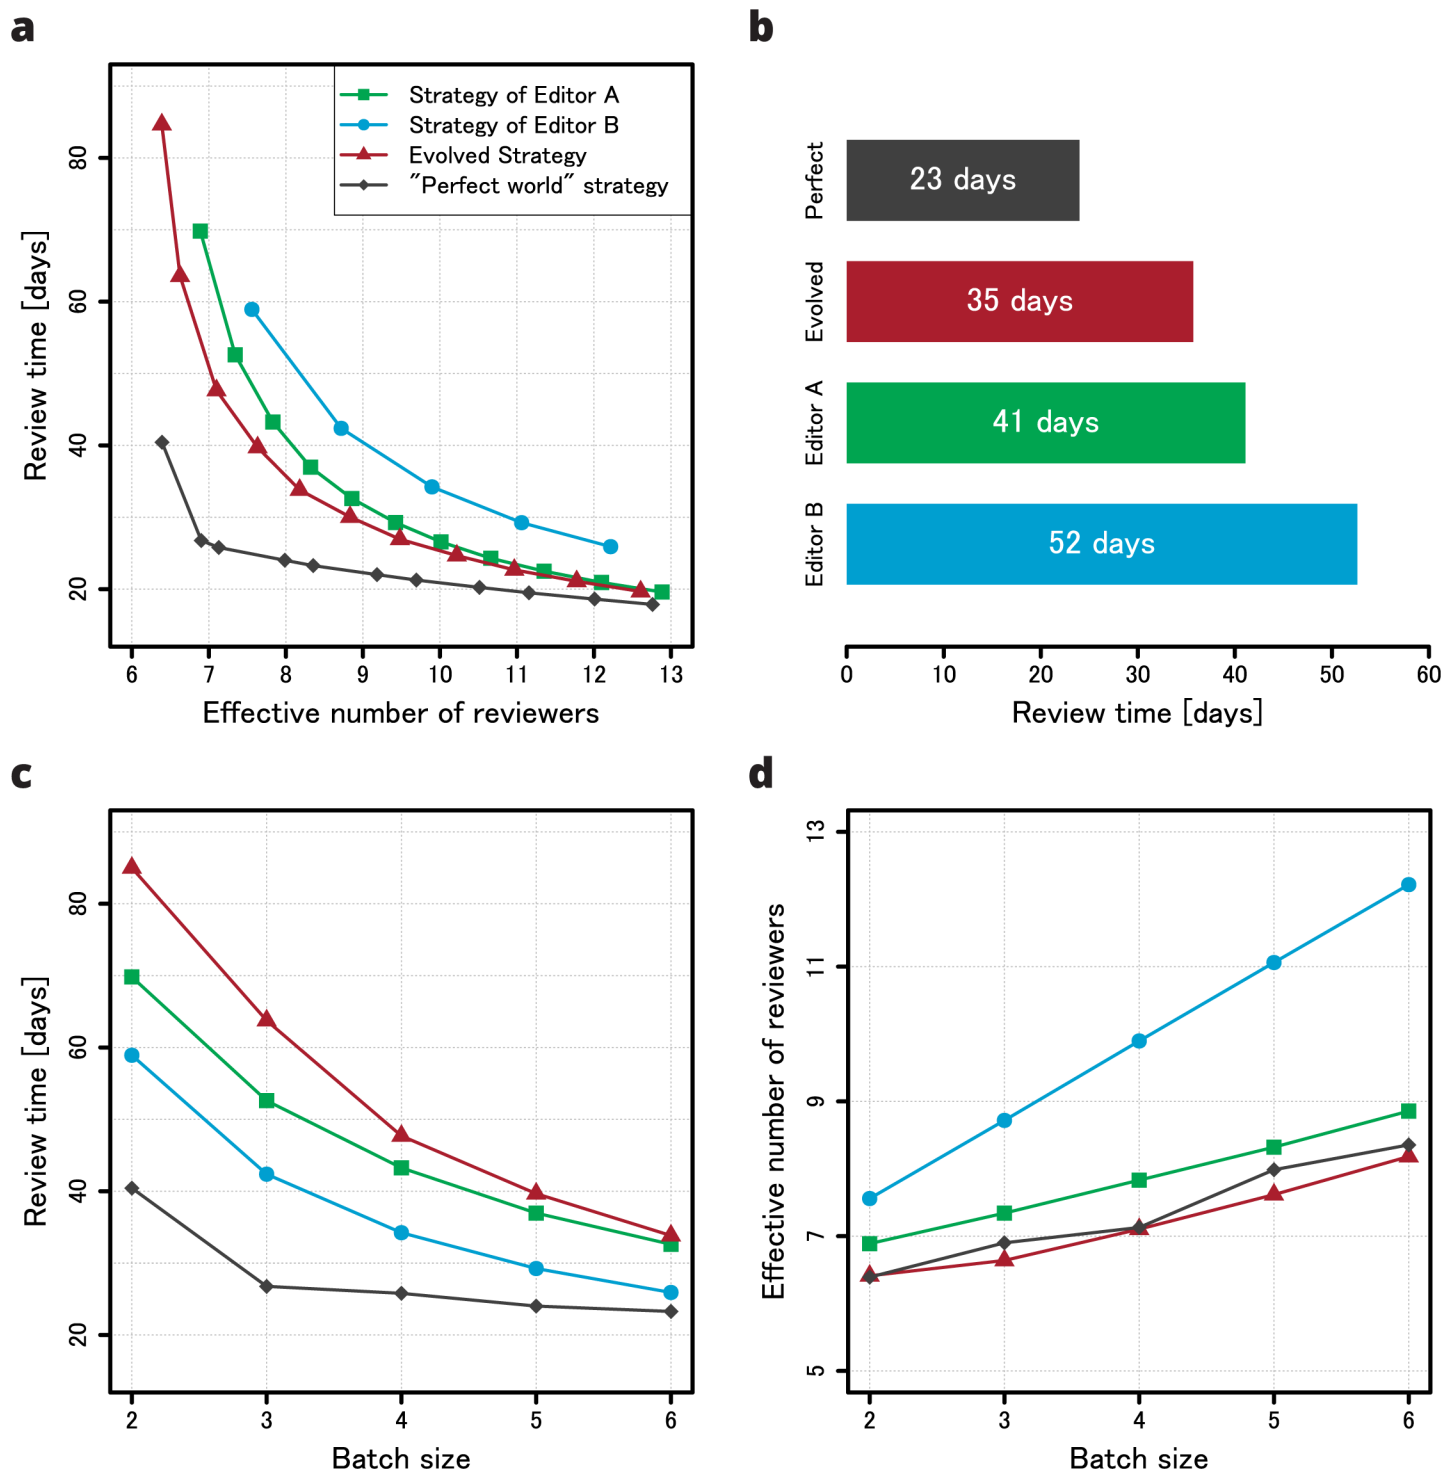 a
Strategy of Editor A
Strategy of Editor B
Evolved Strategy
"Perfect world" strategy
80
60
40
20
Review time [days]
6 7 8 9 10 11 12 13
Effective number of reviewers
b
Perfect
23 days
Evolved
35 days
Editor A
41 days
Editor B
52 days
0 10 20 30 40 50 60
Review time [days]
c
80
60
40
20
Review time [days]
2 3 4 5 6
Batch size
d
13
11
9
7
5
Effective number of reviewers
2 3 4 5 6
Batch size